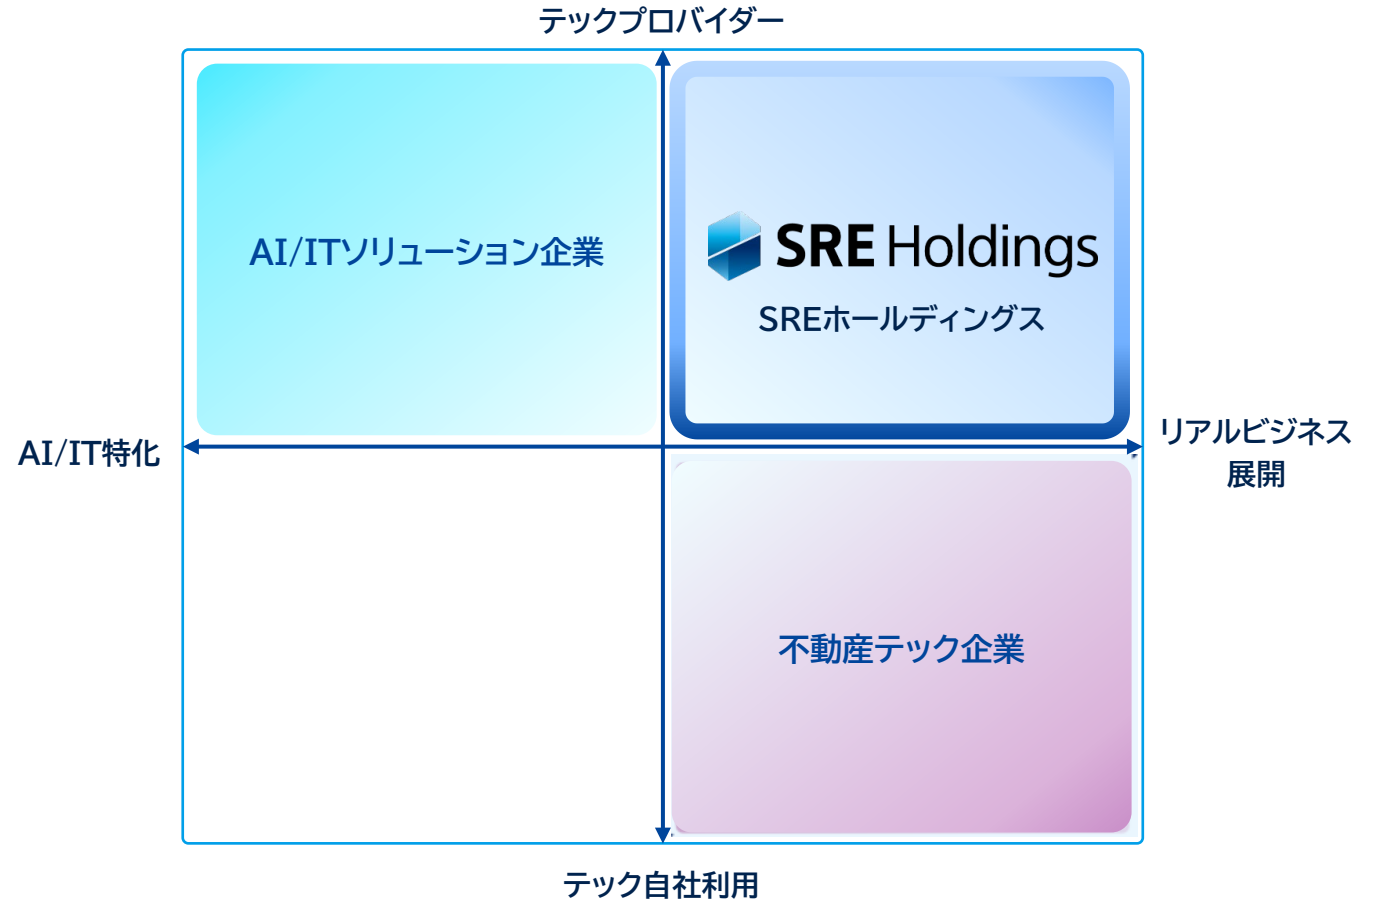 テックプロバイダー
AI/ITソリューション企業
SRE Holdings
SREホールディングス
AI/IT特化
リアルビジネス
展開
不動産テック企業
テック自社利用